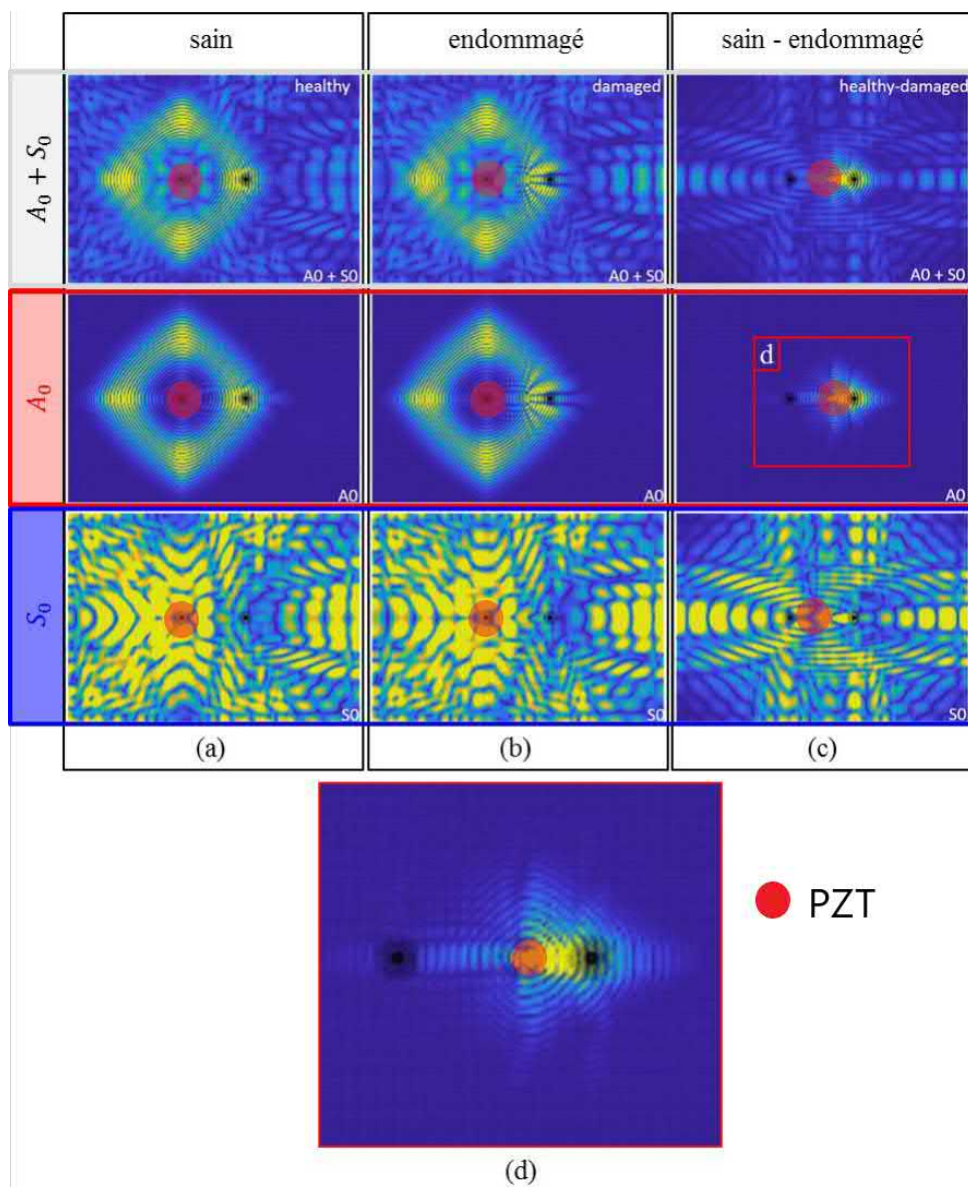 sain endommagé sain - endommagé
A₀ + S₀
healthy damaged healthy-damaged
A0 + S0 A0 + S0 A0 + S0
A₀
d
A0 A0 A0
S₀
S0 S0 S0
(a) (b) (c)
PZT
(d)